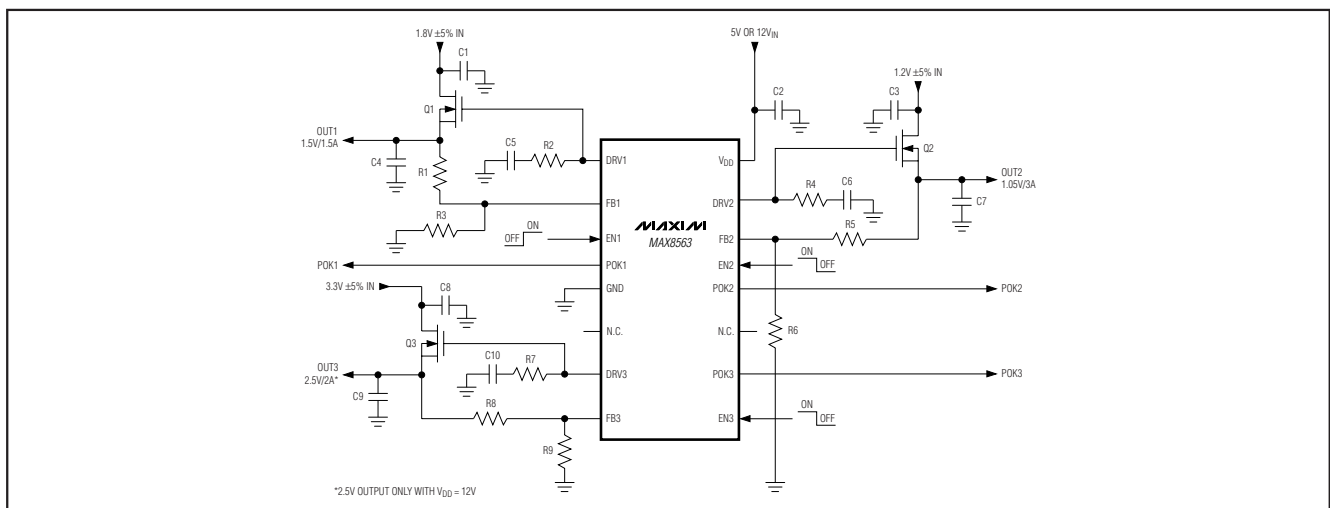 1.8V ±5% IN
C1
Q1
OUT1
1.5V/1.5A
C4
R1
C5
R2
R3
OFF
ON
POK1
3.3V ±5% IN
C8
Q3
OUT3
2.5V/2A*
C9
C10
R7
R8
R9
*2.5V OUTPUT ONLY WITH VDD = 12V
DRV1
FB1
EN1
POK1
GND
N.C.
DRV3
FB3
MAXIM
MAX8563
VDD
DRV2
FB2
EN2
POK2
N.C.
POK3
EN3
5V OR 12VIN
C2
1.2V ±5% IN
C3
Q2
OUT2
1.05V/3A
C7
R4
C6
R5
ON
OFF
POK2
R6
POK3
ON
OFF